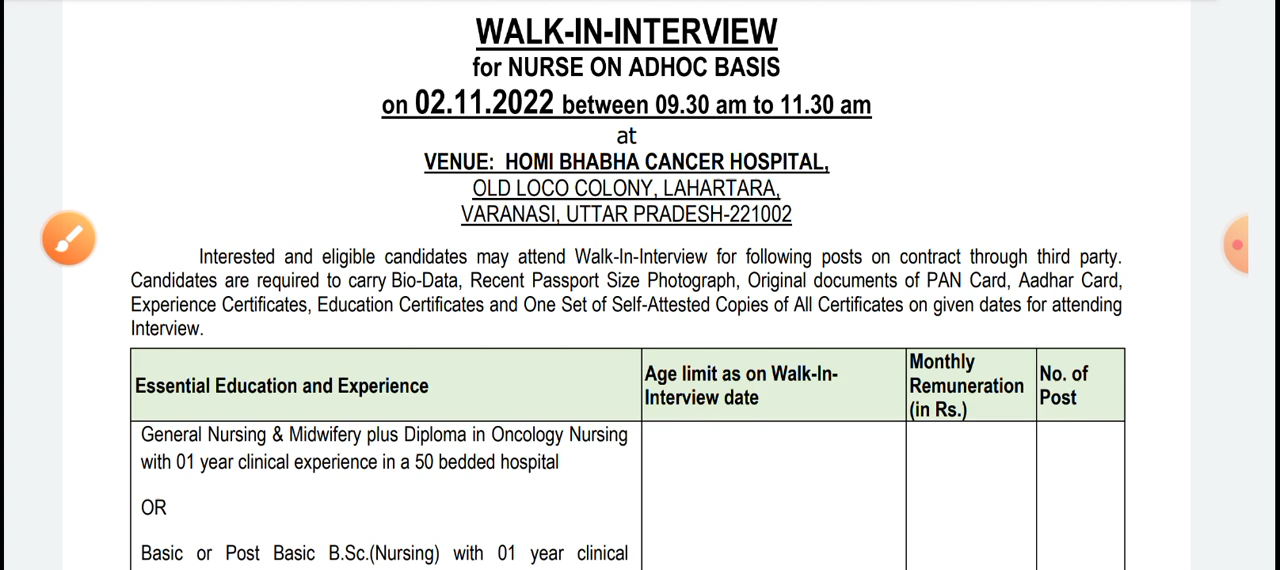 WALK-IN-INTERVIEW
for NURSE ON ADHOC BASIS
on 02.11.2022 between 09.30 am to 11.30 am
at
VENUE: HOMI BHABHA CANCER HOSPITAL,
OLD LOCO COLONY, LAHARTARA,
VARANASI, UTTAR PRADESH-221002
Interested and eligible candidates may attend Walk-In-Interview for following posts on contract through third party.
Candidates are required to carry Bio-Data, Recent Passport Size Photograph, Original documents of PAN Card, Aadhar Card,
Experience Certificates, Education Certificates and One Set of Self-Attested Copies of All Certificates on given dates for attending
Interview.
Essential Education and Experience
Age limit as on Walk-In-
Interview date
Monthly
Remuneration
(in Rs.)
No. of
Post
General Nursing & Midwifery plus Diploma in Oncology Nursing
with 01 year clinical experience in a 50 bedded hospital
OR
Basic or Post Basic B.Sc.(Nursing) with 01 year clinical